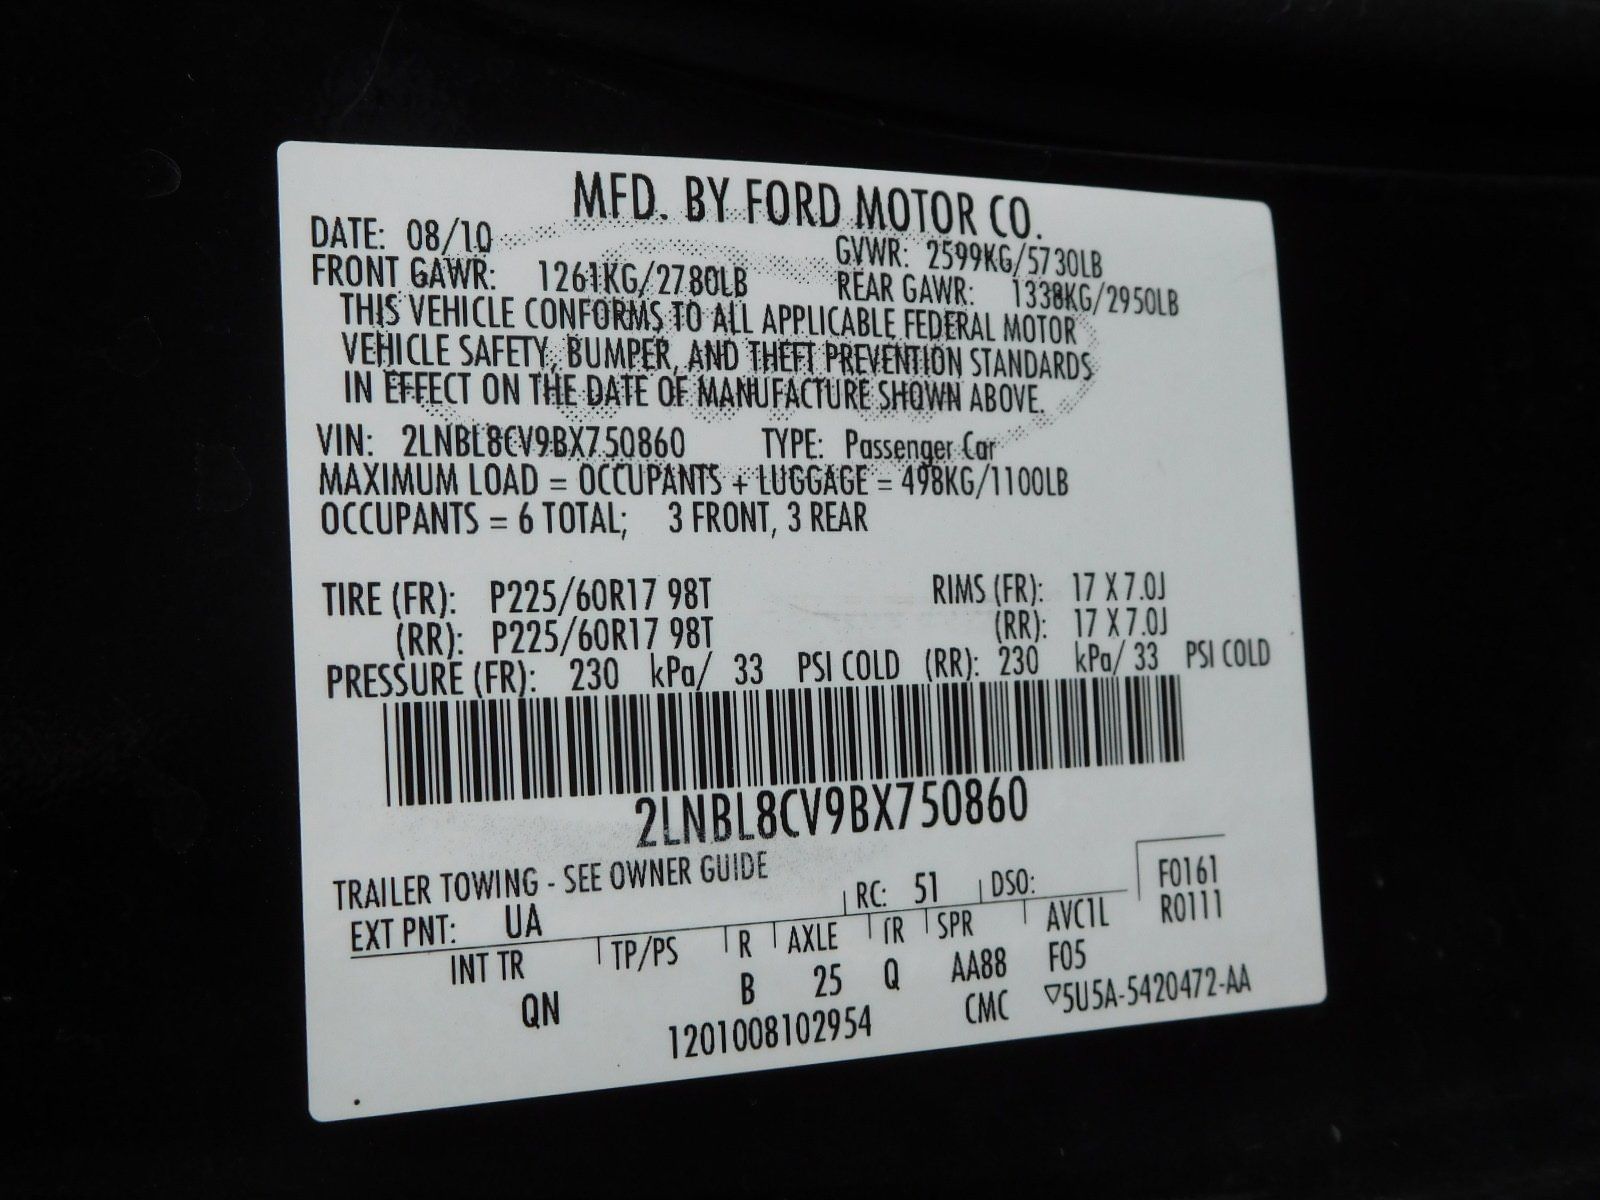 MFD. BY FORD MOTOR CO.
DATE: 08/10 GVWR: 2599KG/5730LB
FRONT GAWR: 1261KG/2780LB REAR GAWR: 1338KG/2950LB
THIS VEHICLE CONFORMS TO ALL APPLICABLE FEDERAL MOTOR
VEHICLE SAFETY, BUMPER, AND THEFT PREVENTION STANDARDS
IN EFFECT ON THE DATE OF MANUFACTURE SHOWN ABOVE.
VIN: 2LNBL8CV9BX750860 TYPE: Passenger Car
MAXIMUM LOAD = OCCUPANTS + LUGGAGE = 498KG/1100LB
OCCUPANTS = 6 TOTAL; 3 FRONT, 3 REAR
TIRE (FR): P225/60R17 98T RIMS (FR): 17 X 7.0J
(RR): P225/60R17 98T (RR): 17 X 7.0J
PRESSURE (FR): 230 kPa/ 33 PSI COLD (RR): 230 kPa/ 33 PSI COLD
2LNBL8CV9BX750860
TRAILER TOWING - SEE OWNER GUIDE
EXT PNT: UA RC: 51 DSO: F0161
INT TR TP/PS R AXLE TR SPR AVC1L R0111
QN B 25 Q AA88 F05
1201008102954 CMC ▽5U5A-5420472-AA